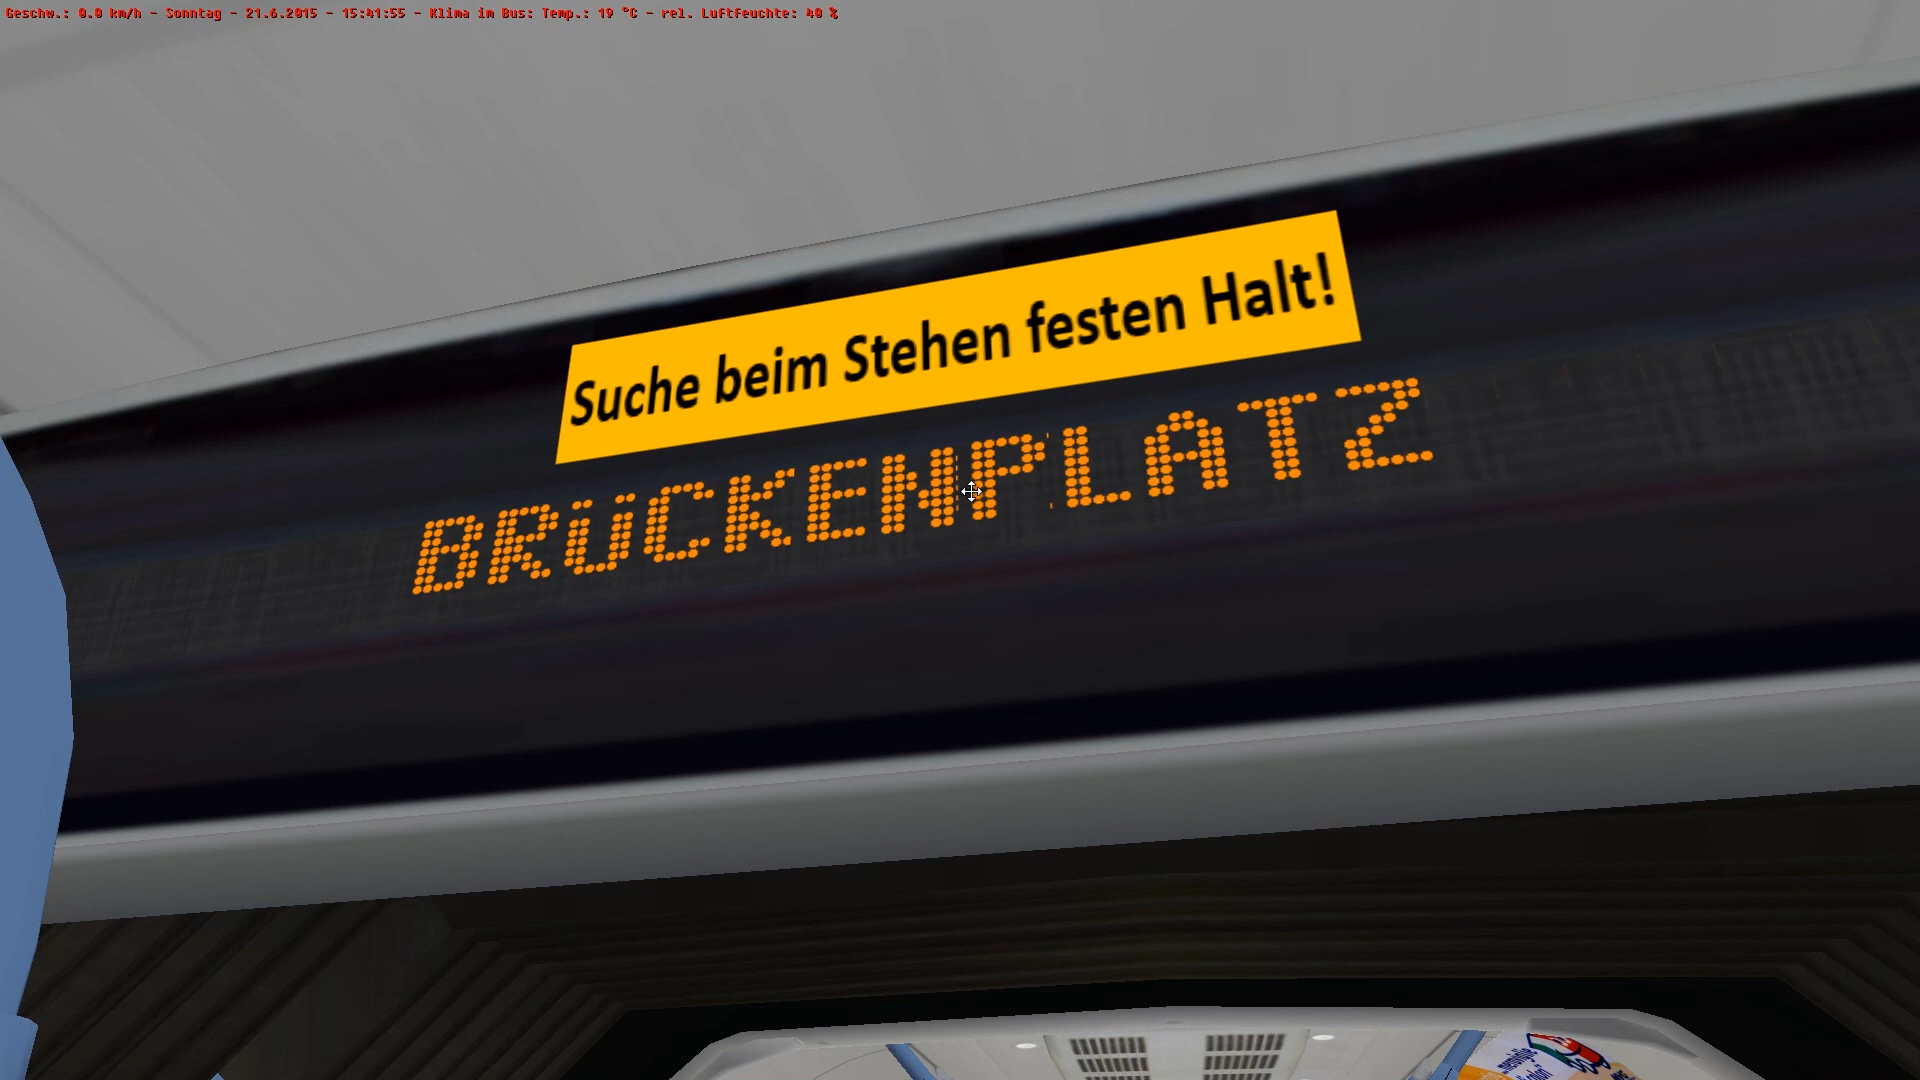 Geschw.: 0.0 km/h - Sonntag - 21.6.2015 - 15:41:55 - Klima im Bus: Temp.: 19 °C - rel. Luftfeuchte: 40 %
Suche beim Stehen festen Halt!
BRÜCKENPLATZ